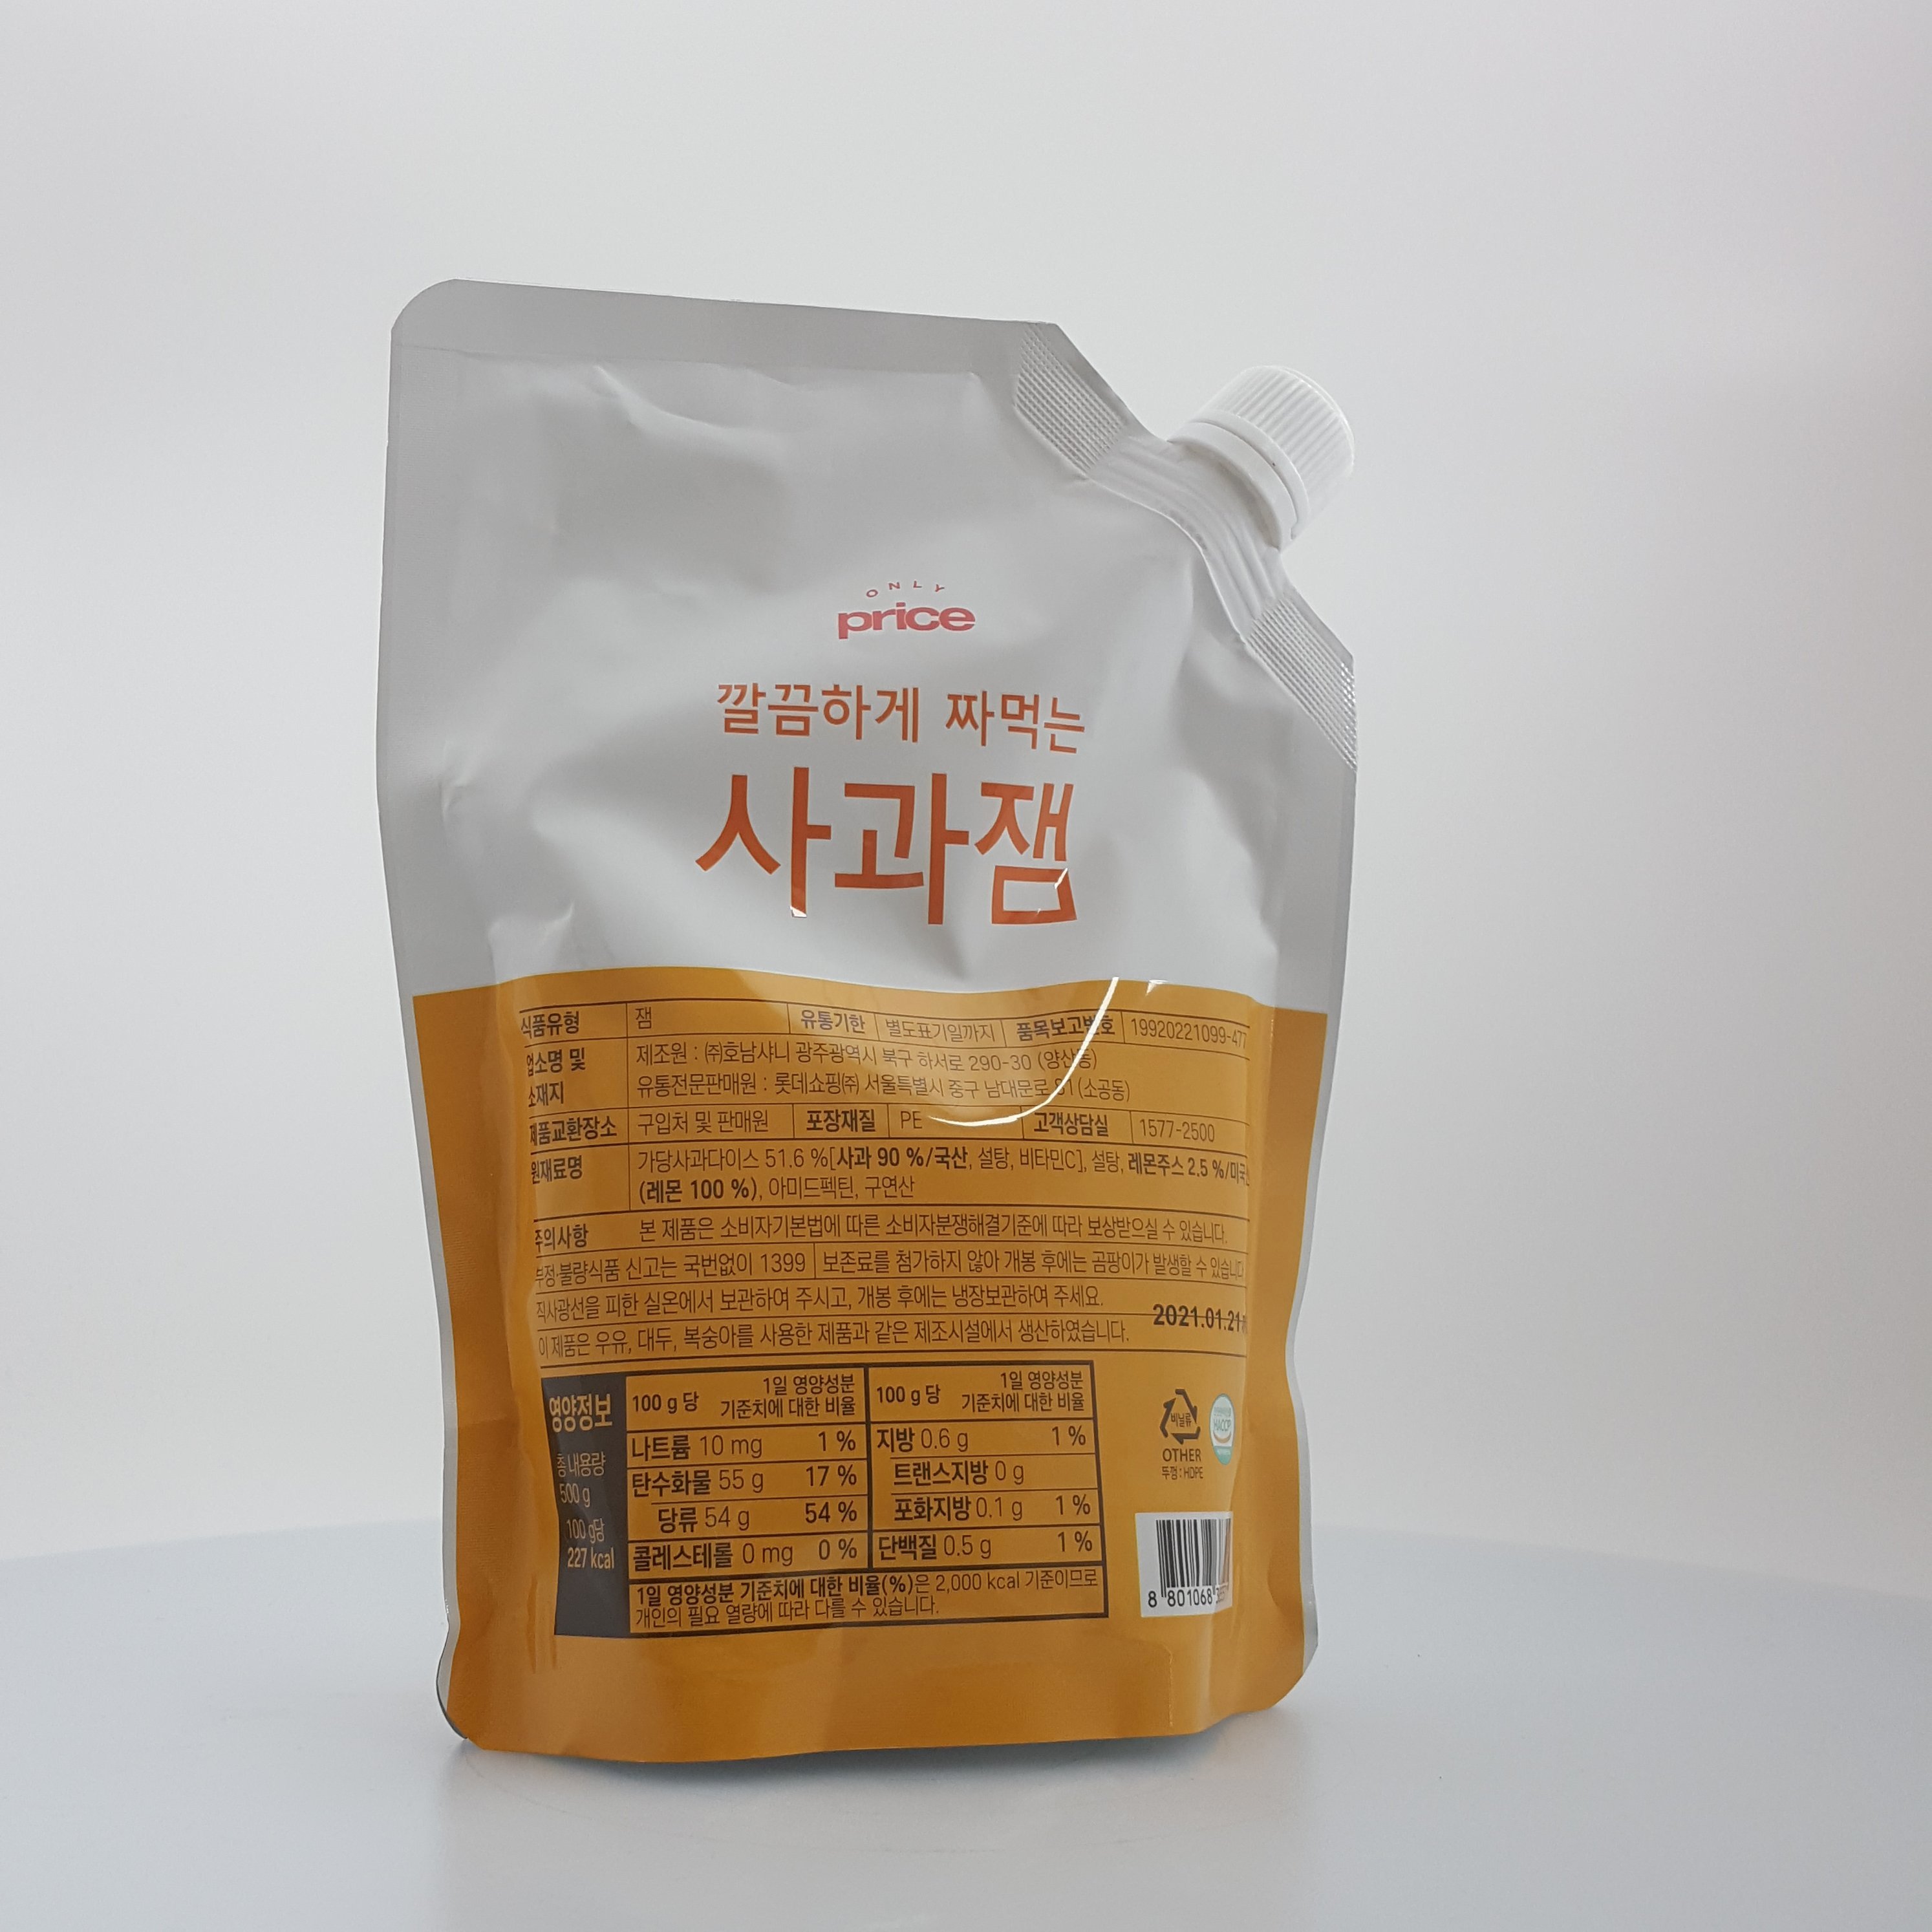 ONLY
price
깔끔하게 짜먹는
사과잼
식품유형 잼 유통기한 별도표기일까지 품목보고번호 19920221099-477
업소명 및 소재지 제조원 : ㈜호남샤니 광주광역시 북구 하서로 290-30 (양산동)
유통전문판매원 : 롯데쇼핑㈜ 서울특별시 중구 남대문로 81 (소공동)
제품교환장소 구입처 및 판매원 포장재질 PE 고객상담실 1577-2500
원재료명 가당사과다이스 51.6 %[사과 90 %/국산, 설탕, 비타민C], 설탕, 레몬주스 2.5 %/미국산
(레몬 100 %), 아미드펙틴, 구연산
주의사항 본 제품은 소비자기본법에 따른 소비자분쟁해결기준에 따라 보상받으실 수 있습니다.
부정·불량식품 신고는 국번없이 1399 보존료를 첨가하지 않아 개봉 후에는 곰팡이가 발생할 수 있습니다
직사광선을 피한 실온에서 보관하여 주시고, 개봉 후에는 냉장보관하여 주세요.
이 제품은 우유, 대두, 복숭아를 사용한 제품과 같은 제조시설에서 생산하였습니다.
2021.01.21
영양정보
총 내용량
500 g
100 g당
227 kcal
100 g 당 1일 영양성분 기준치에 대한 비율 100 g 당 1일 영양성분 기준치에 대한 비율
나트륨 10 mg 1 % 지방 0.6 g 1 %
탄수화물 55 g 17 % 트랜스지방 0 g
당류 54 g 54 % 포화지방 0.1 g 1 %
콜레스테롤 0 mg 0 % 단백질 0.5 g 1 %
1일 영양성분 기준치에 대한 비율(%)은 2,000 kcal 기준이므로
개인의 필요 열량에 따라 다를 수 있습니다.
비닐류
OTHER
뚜껑 : HDPE
HACCP
8 801068